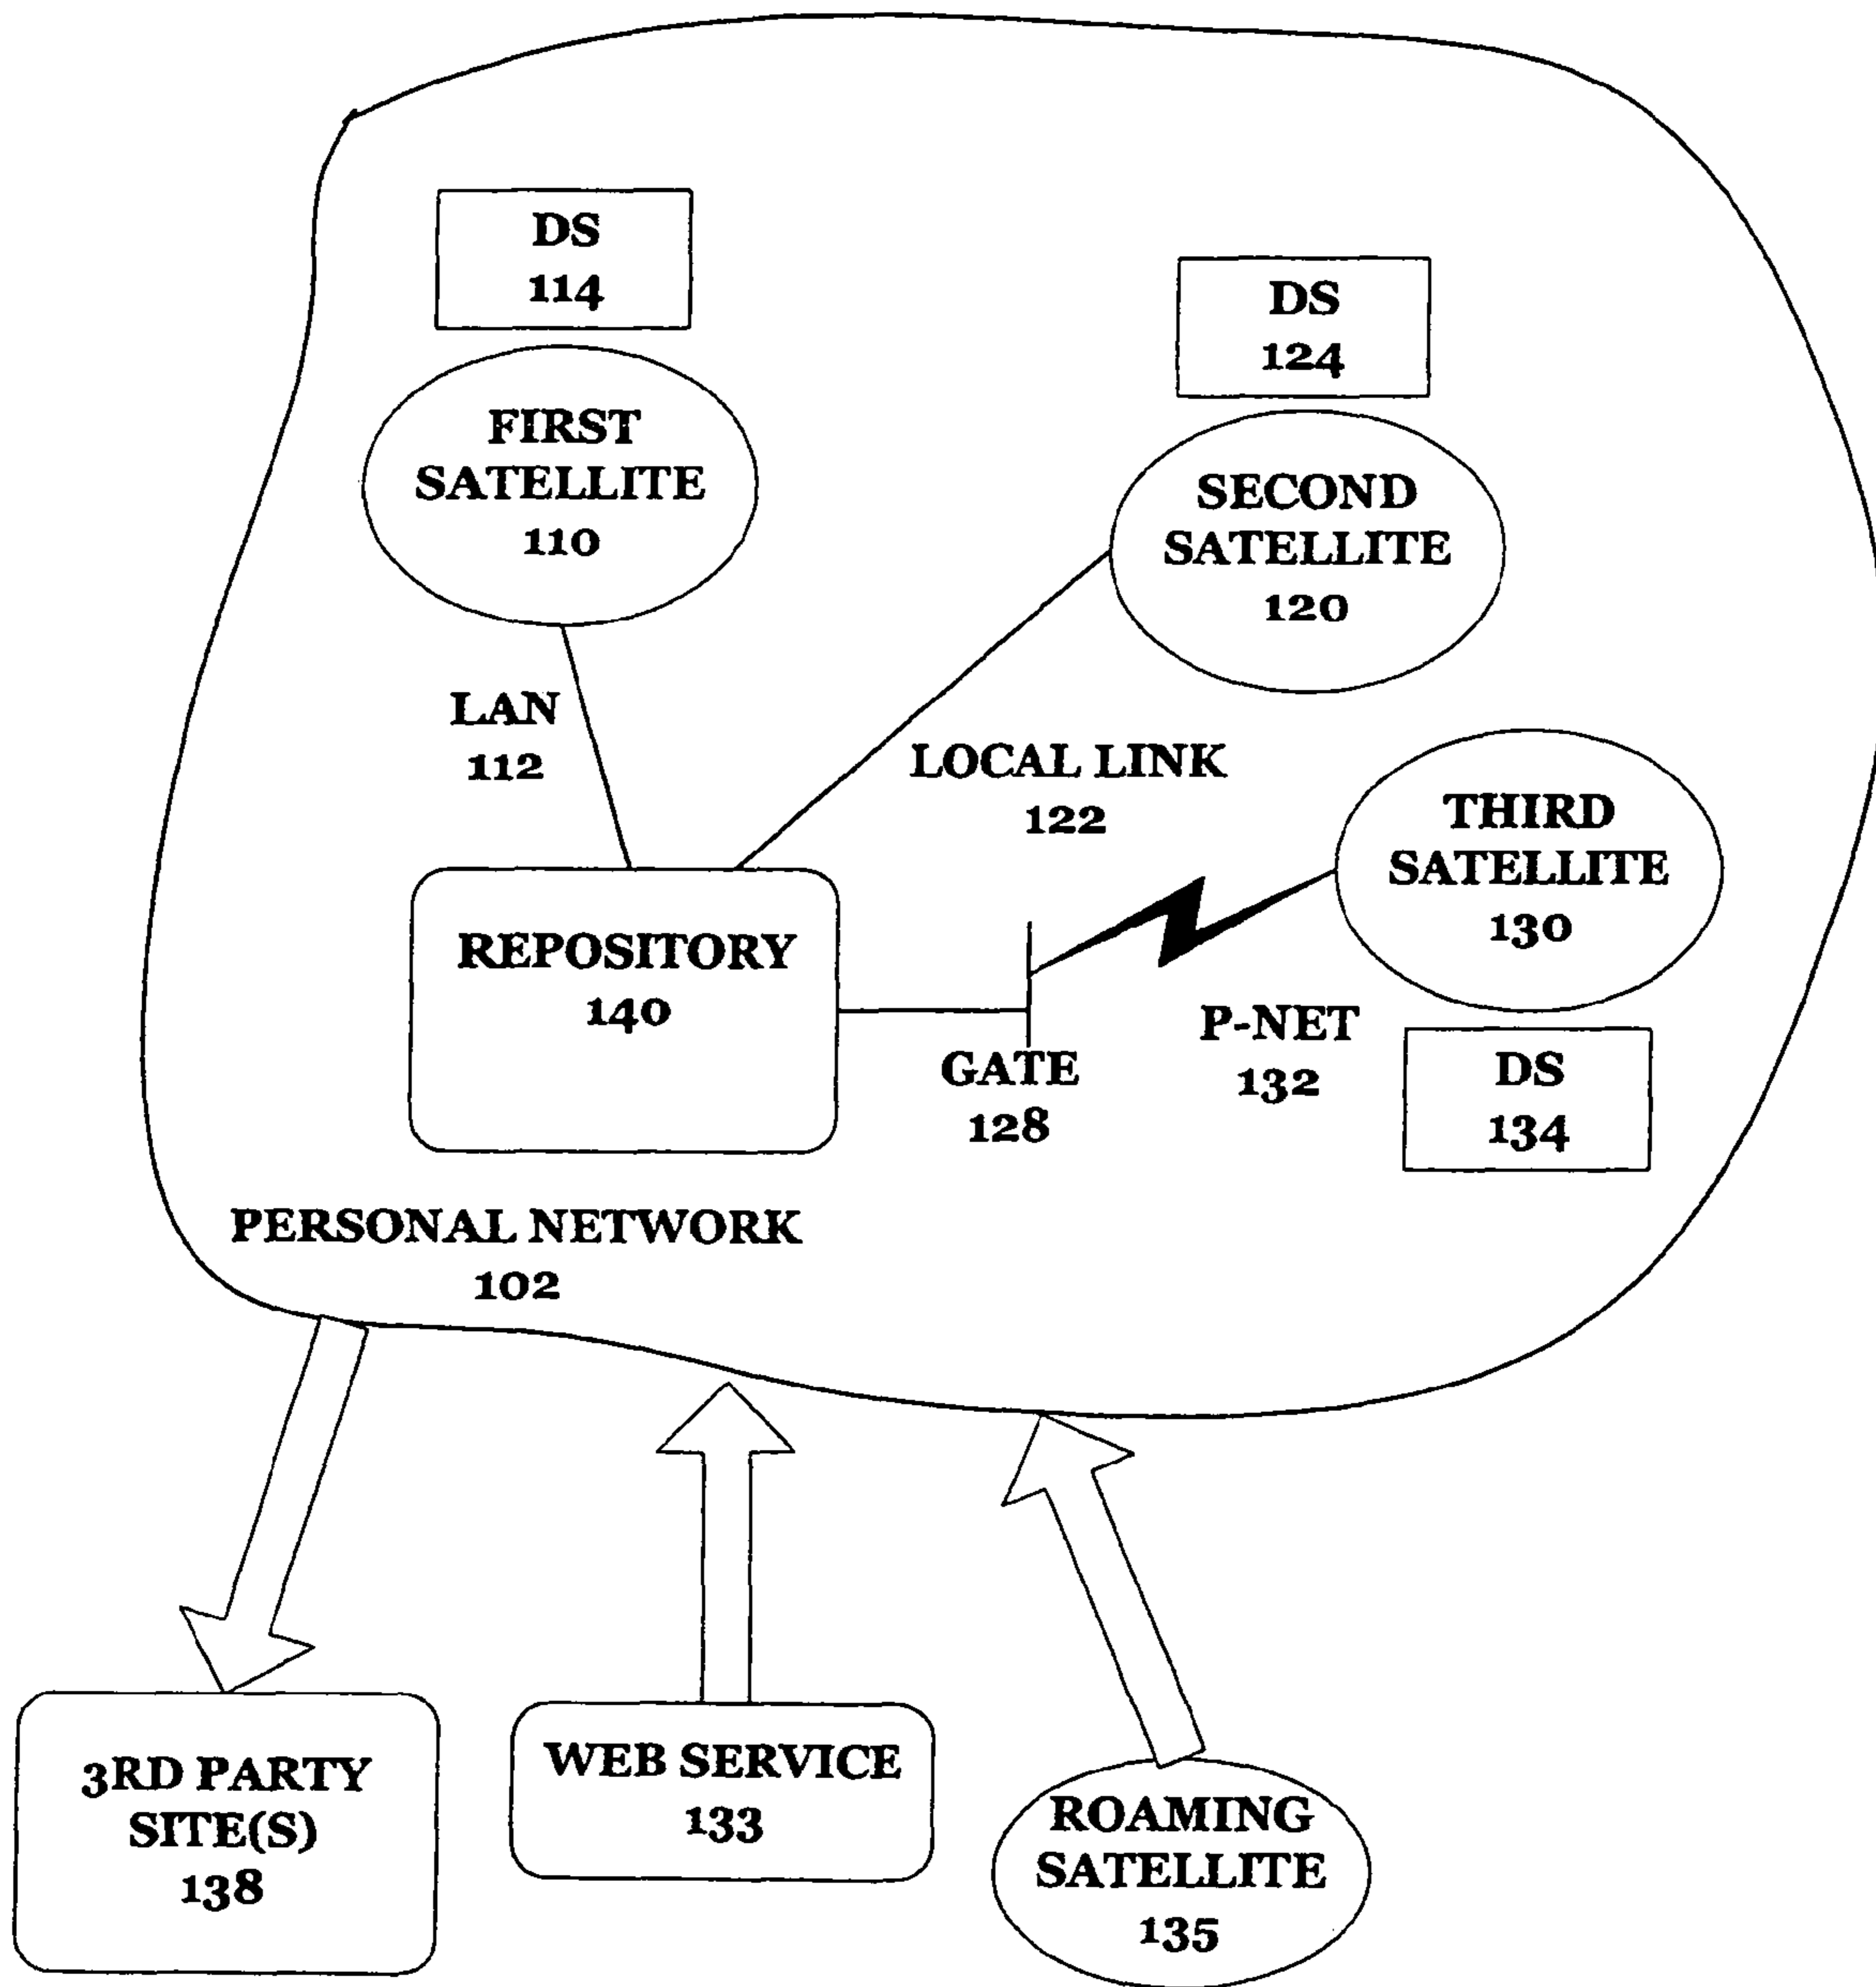 DS
114
DS
124
FIRST
SATELLITE
110
SECOND
SATELLITE
120
LAN
112
LOCAL LINK
122
THIRD
SATELLITE
130
REPOSITORY
140
GATE
128
P-NET
132
DS
134
PERSONAL NETWORK
102
3RD PARTY
SITE(S)
138
WEB SERVICE
133
ROAMING
SATELLITE
135